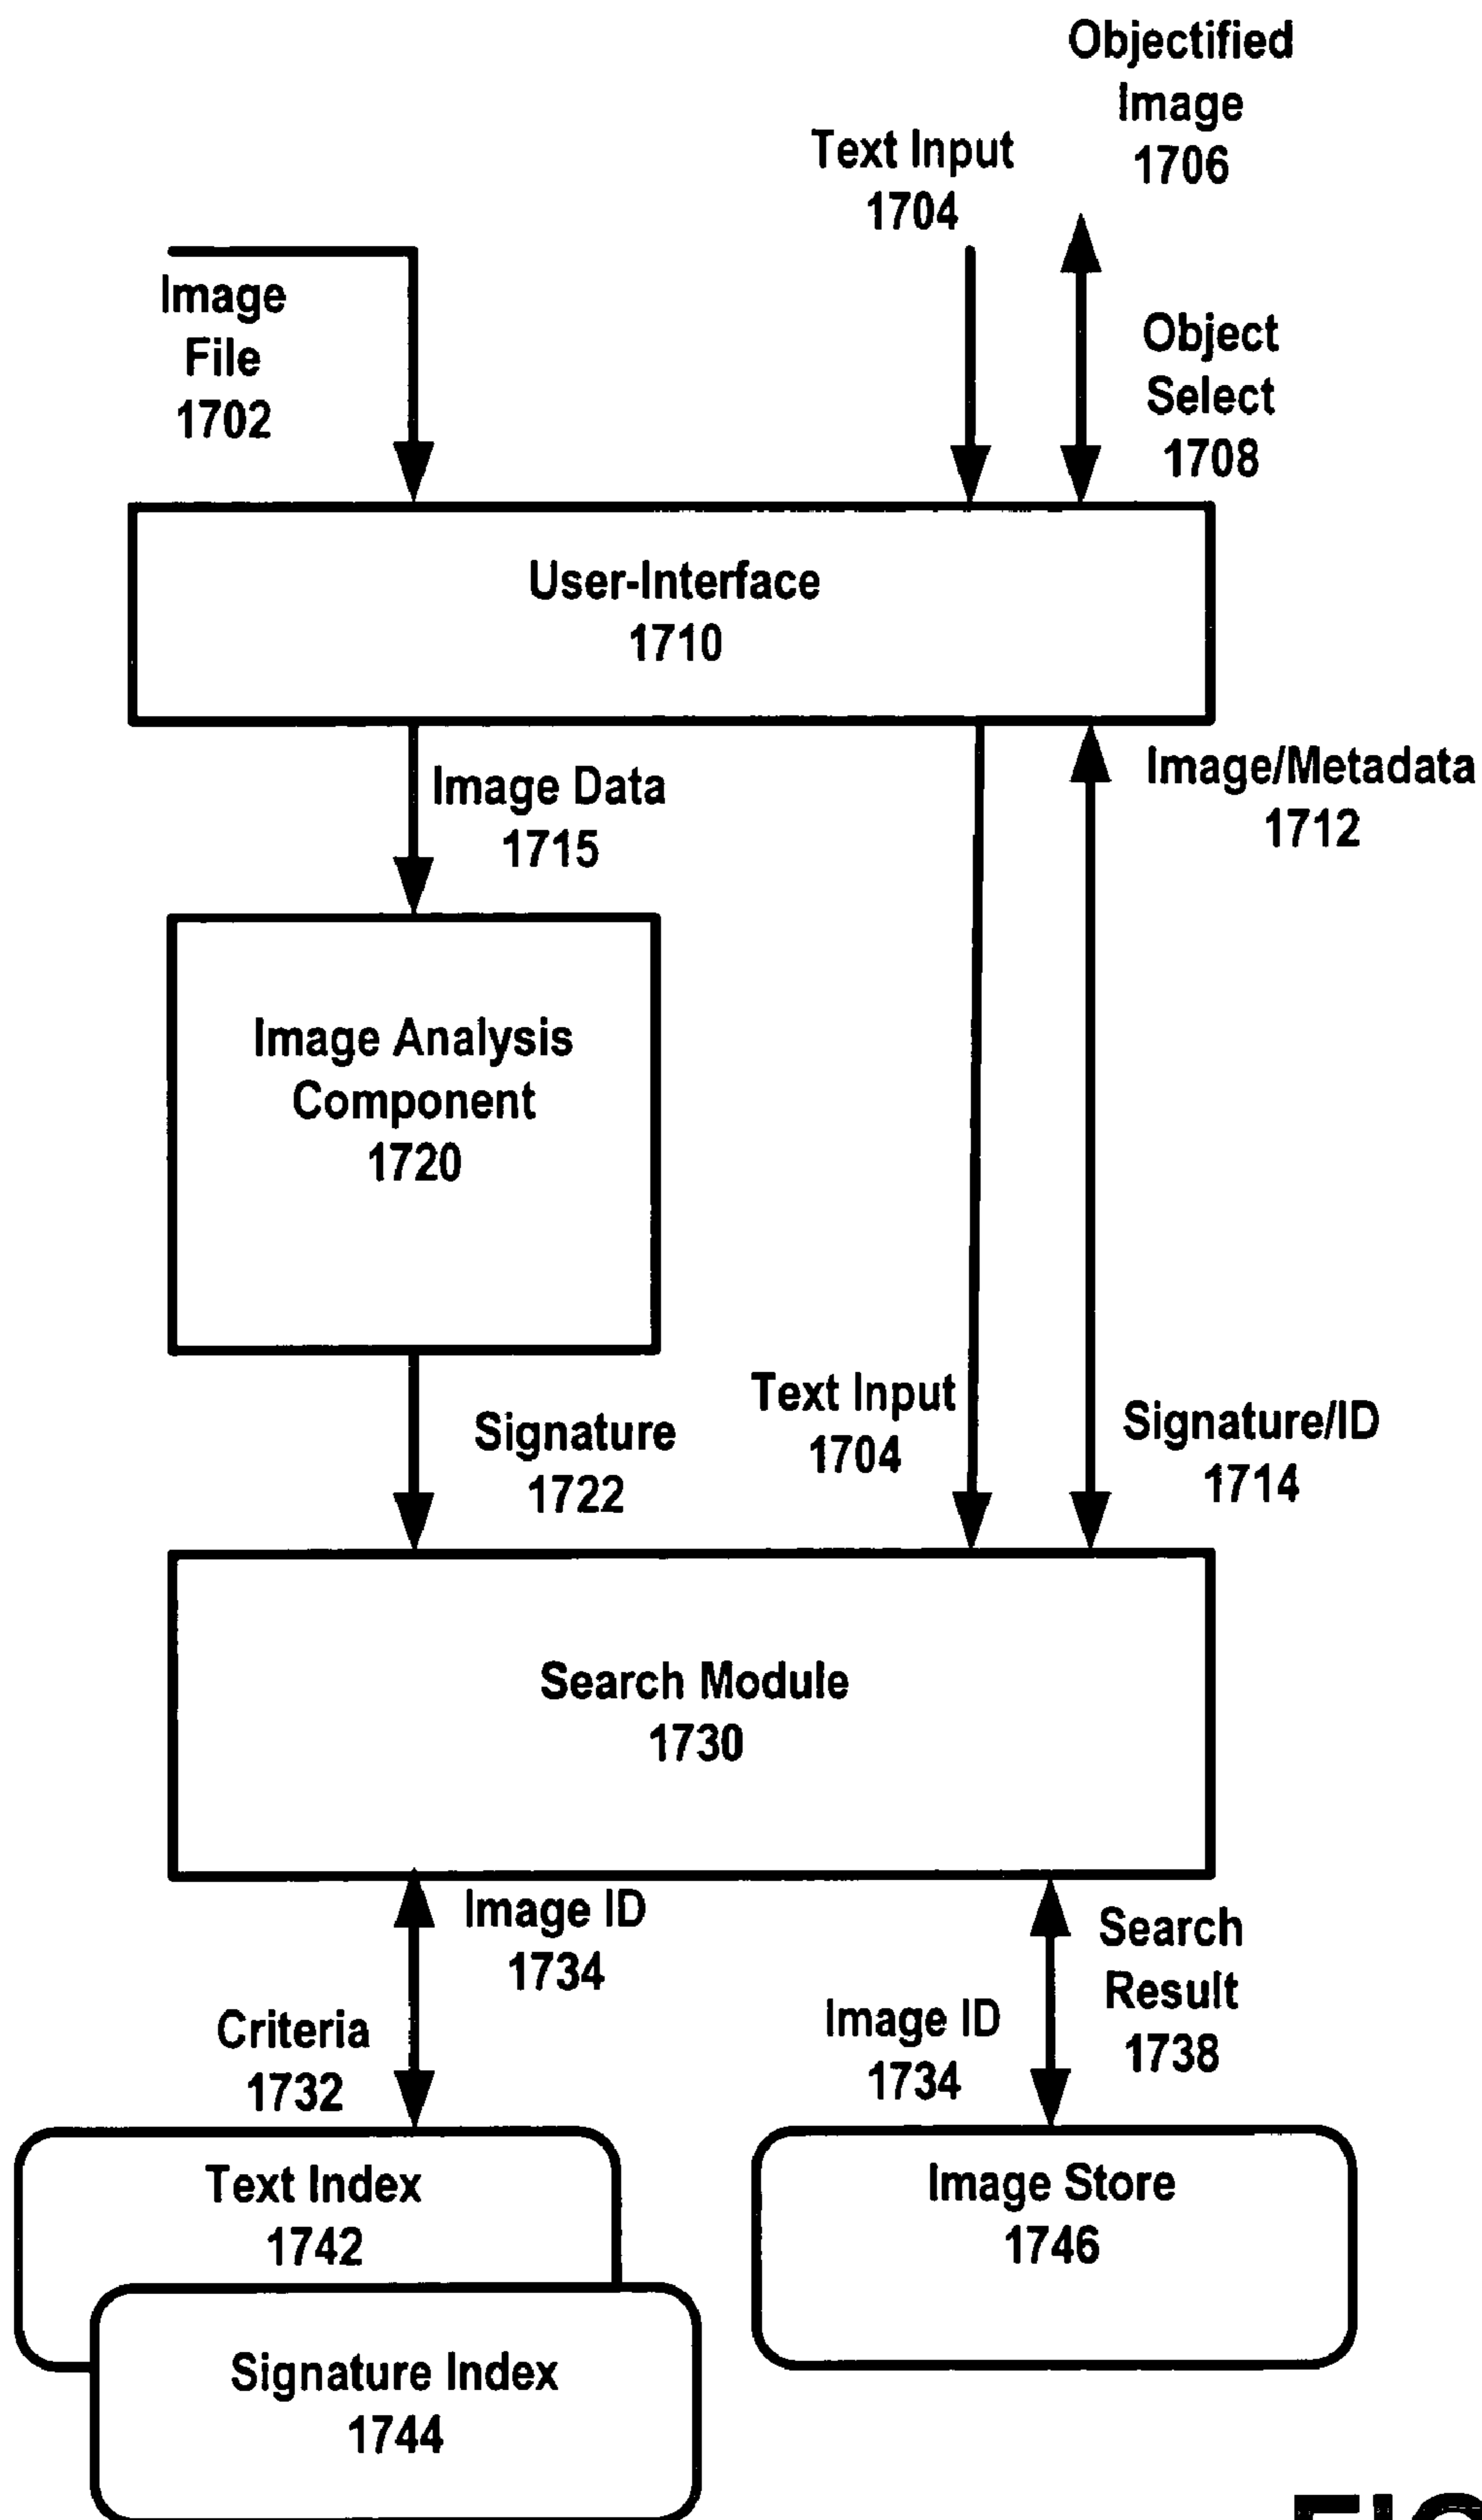 Objectified
Image
1706
Text Input
1704
Image
File
1702
Object
Select
1708
User-Interface
1710
Image Data
1715
Image/Metadata
1712
Image Analysis
Component
1720
Signature
1722
Text Input
1704
Signature/ID
1714
Search Module
1730
Image ID
1734
Criteria
1732
Search
Result
1738
Image ID
1734
Text Index
1742
Image Store
1746
Signature Index
1744